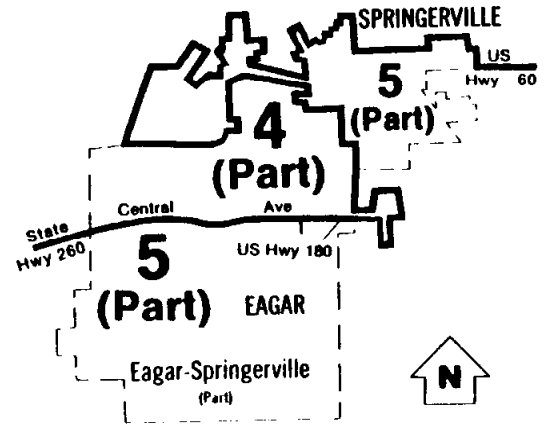 SPRINGERVILLE
US
Hwy 60
5
(Part)
4
(Part)
Central Ave
State
Hwy 260
US Hwy 180
5
(Part)
EAGAR
Eagar-Springerville
(Part)
N